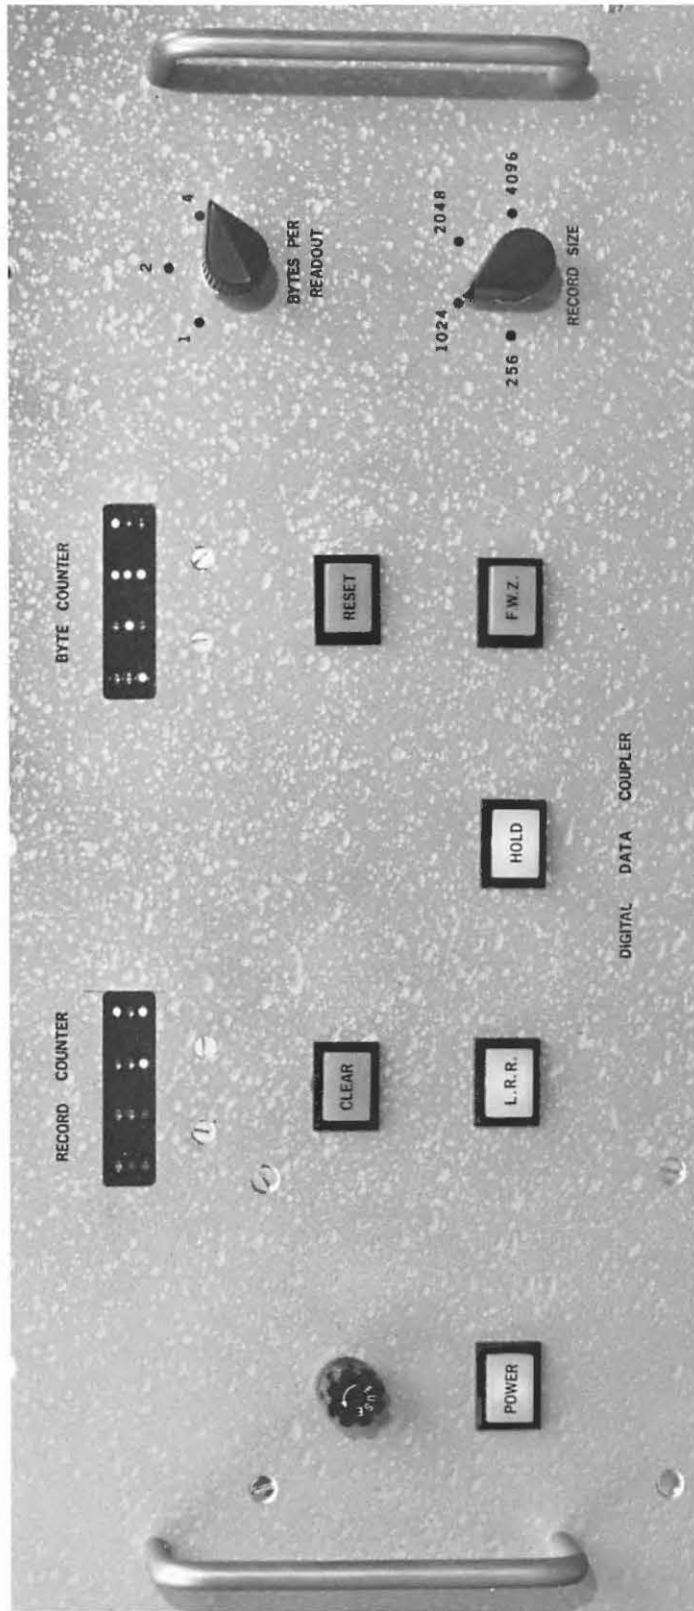 RECORD COUNTER
BYTE COUNTER
1
2
4
BYTES PER
READOUT
FUSE
CLEAR
RESET
256
1024
2048
4096
RECORD SIZE
POWER
L.R.R.
HOLD
F.W.Z.
DIGITAL DATA COUPLER